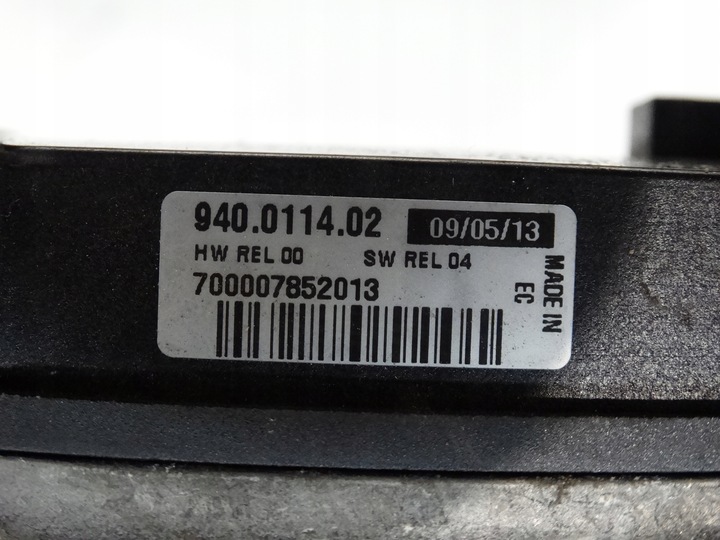 940.0114.02 09/05/13
HW REL 00 SW REL 04
700007852013
MADE IN
EC